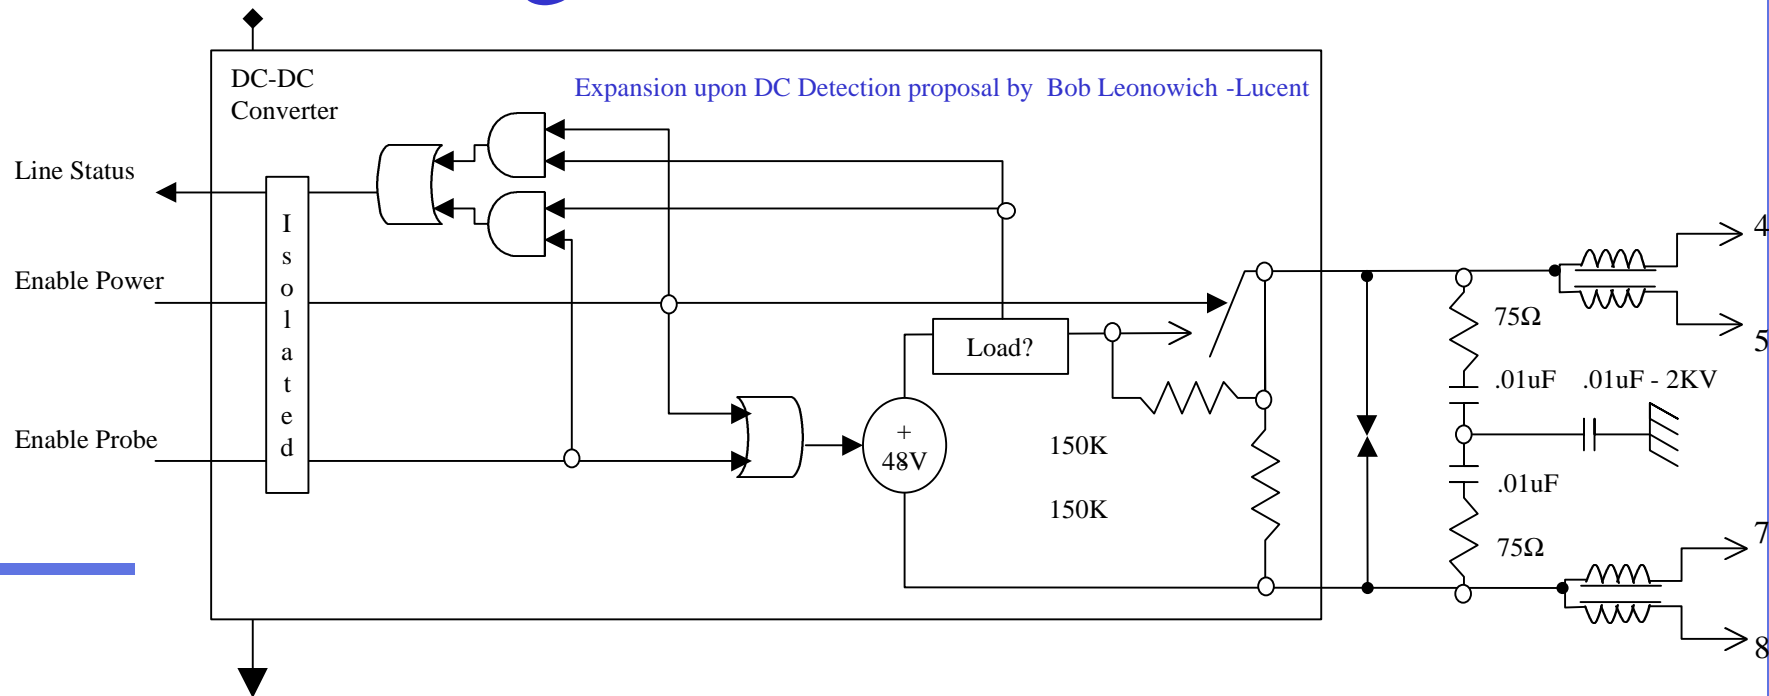 DC-DC
Converter
Expansion upon DC Detection proposal by Bob Leonowich -Lucent
Line Status
Isolated
Enable Power
Enable Probe
Load?
+
48V
150K
150K
75Ω
.01uF
.01uF - 2KV
.01uF
75Ω
4
5
7
8